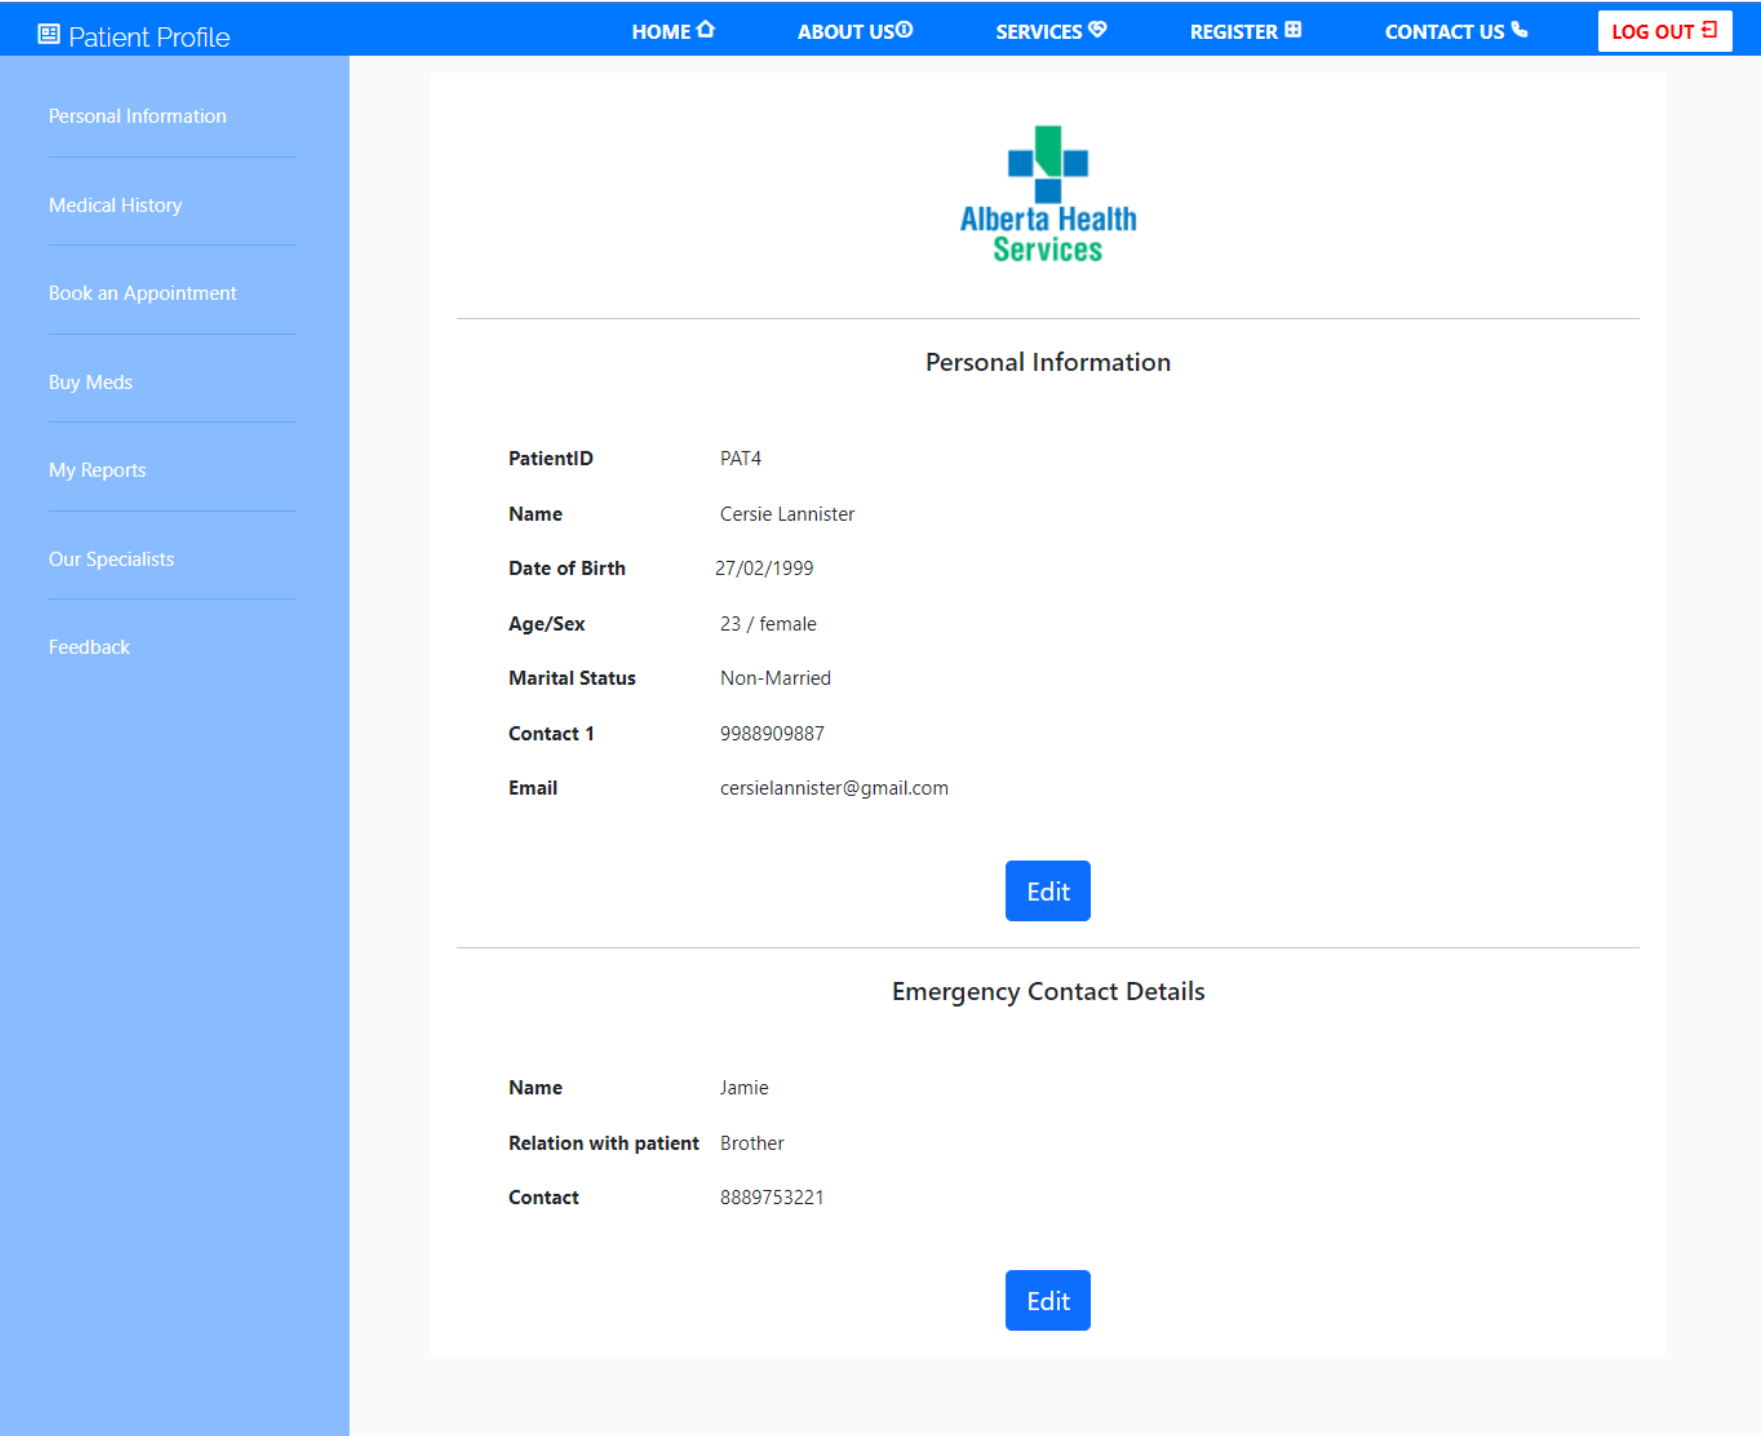 Patient Profile HOME ABOUT US SERVICES REGISTER CONTACT US LOG OUT
Personal Information
Medical History
Book an Appointment
Buy Meds
My Reports
Our Specialists
Feedback
Alberta Health
Services
Personal Information
PatientID PAT4
Name Cersie Lannister
Date of Birth 27/02/1999
Age/Sex 23 / female
Marital Status Non-Married
Contact 1 9988909887
Email cersielannister@gmail.com
Edit
Emergency Contact Details
Name Jamie
Relation with patient Brother
Contact 8889753221
Edit